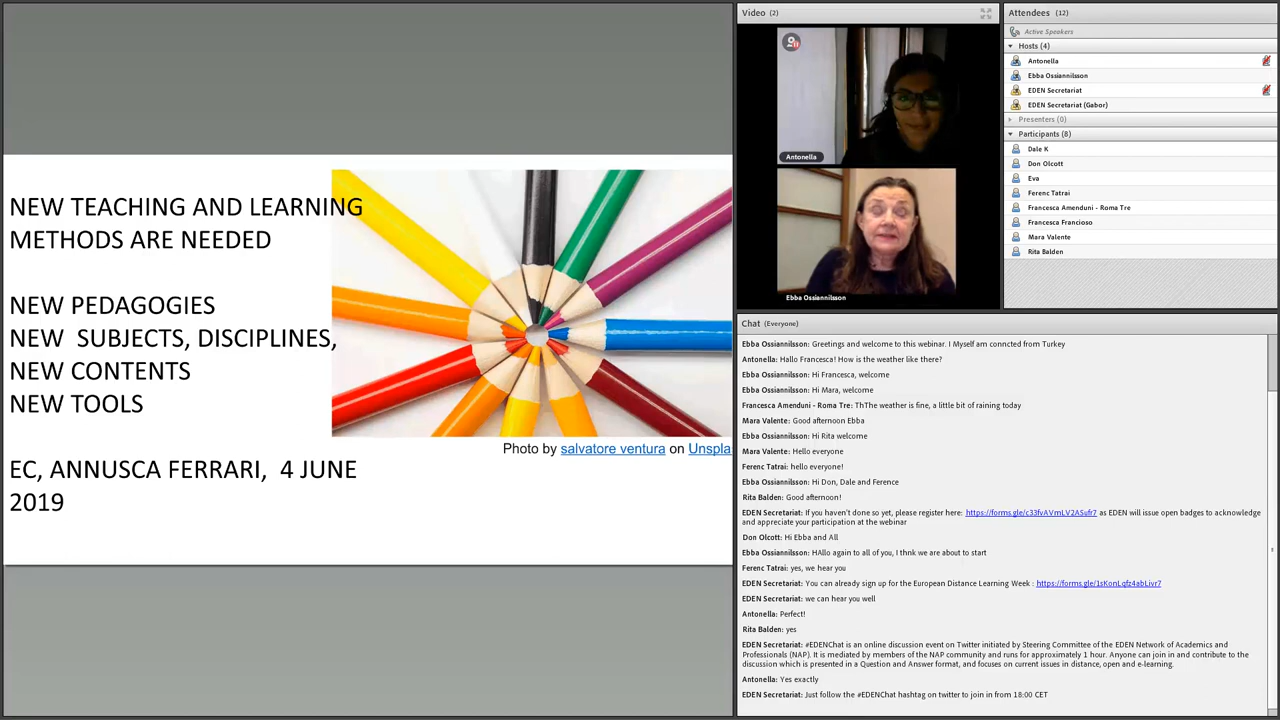 NEW TEACHING AND LEARNING
METHODS ARE NEEDED
NEW PEDAGOGIES
NEW  SUBJECTS, DISCIPLINES,
NEW CONTENTS
NEW TOOLS
EC, ANNUSCA FERRARI,  4 JUNE
2019
Photo by salvatore ventura on Unspla
Video (2)
Antonella
Ebba Ossiannilsson
Attendees (12)
Active Speakers
Hosts (4)
Antonella
Ebba Ossiannilsson
EDEN Secretariat
EDEN Secretariat (Gabor)
Presenters (0)
Participants (8)
Dale K
Don Olcott
Eva
Ferenc Tatrai
Francesca Amenduni - Roma Tre
Francesca Francioso
Mara Valente
Rita Balden
Chat (Everyone)
Ebba Ossiannilsson: Greetings and welcome to this webinar. I Myself am conncted from Turkey
Antonella: Hallo Francesca! How is the weather like there?
Ebba Ossiannilsson: Hi Francesca, welcome
Ebba Ossiannilsson: Hi Mara, welcome
Francesca Amenduni - Roma Tre: ThThe weather is fine, a little bit of raining today
Mara Valente: Good afternoon Ebba
Ebba Ossiannilsson: Hi Rita welcome
Mara Valente: Hello everyone
Ferenc Tatrai: hello everyone!
Ebba Ossiannilsson: Hi Don, Dale and Ference
Rita Balden: Good afternoon!
EDEN Secretariat: If you haven't done so yet, please register here: https://forms.gle/c33fvAVmLV2ASufr7 as EDEN will issue open badges to acknowledge
and appreciate your participation at the webinar
Don Olcott: Hi Ebba and All
Ebba Ossiannilsson: HAllo again to all of you, I thnk we are about to start
Ferenc Tatrai: yes, we hear you
EDEN Secretariat: You can already sign up for the European Distance Learning Week : https://forms.gle/1sKonLqfz4abLivr7
EDEN Secretariat: we can hear you well
Antonella: Perfect!
Rita Balden: yes
EDEN Secretariat: #EDENChat is an online discussion event on Twitter initiated by Steering Committee of the EDEN Network of Academics and
Professionals (NAP). It is mediated by members of the NAP community and runs for approximately 1 hour. Anyone can join in and contribute to the
discussion which is presented in a Question and Answer format, and focuses on current issues in distance, open and e-learning.
Antonella: Yes exactly
EDEN Secretariat: Just follow the #EDENChat hashtag on twitter to join in from 18:00 CET